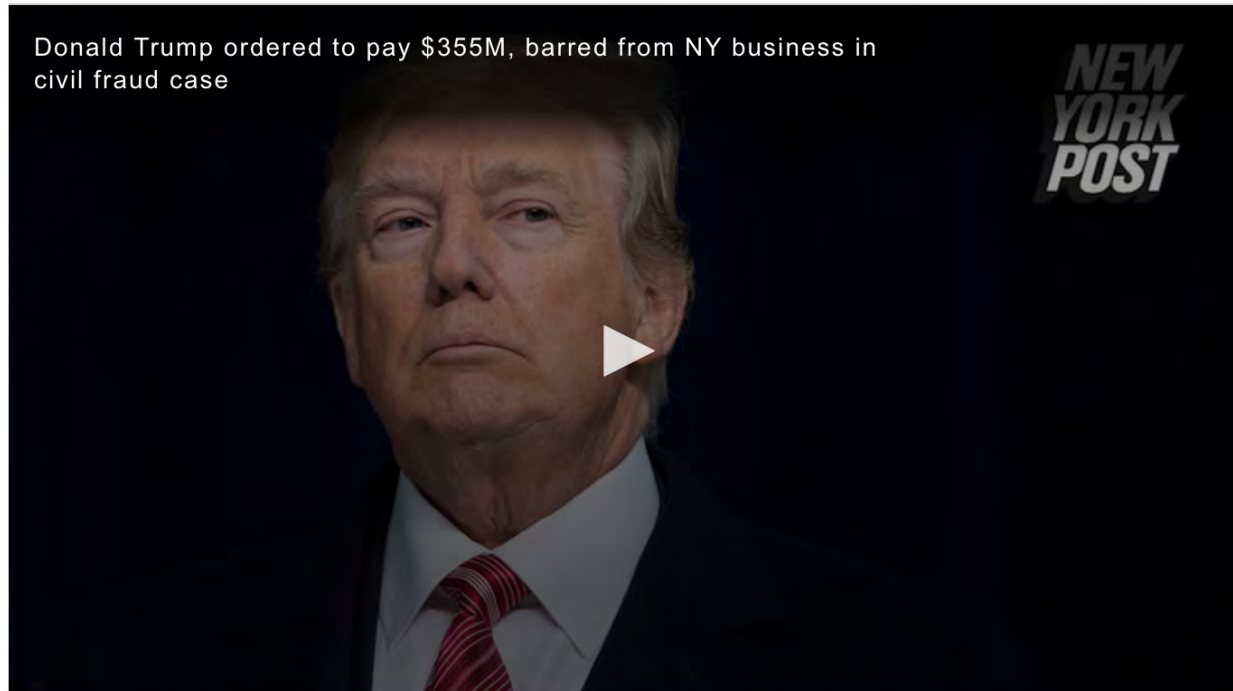 Donald Trump ordered to pay $355M, barred from NY business in
civil fraud case
NEW
YORK
POST